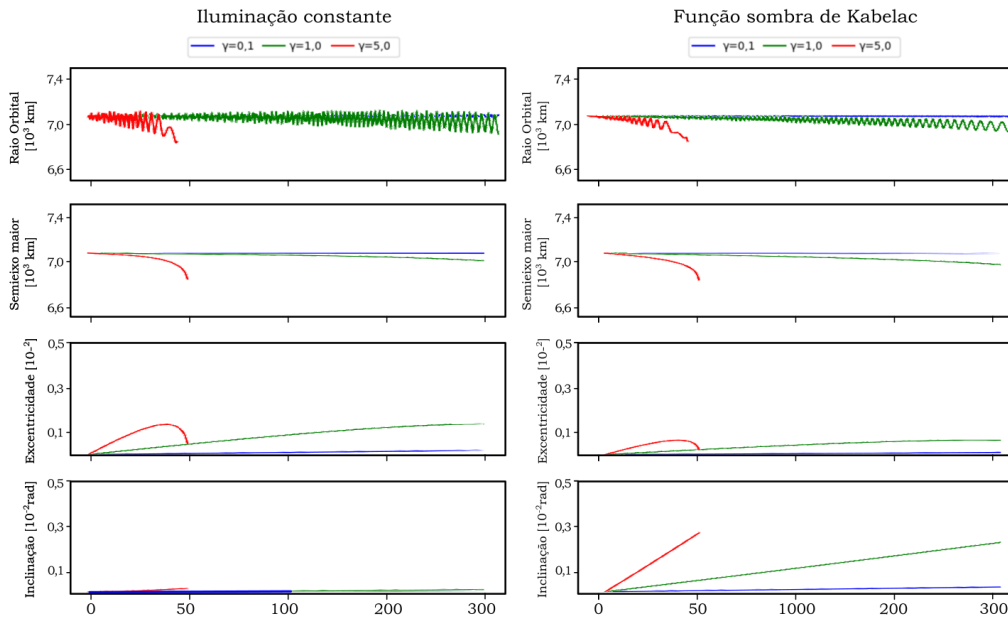 Iluminação constante
γ=0,1 γ=1,0 γ=5,0
Raio Orbital
[10³ km]
7,4
7,0
6,6
Semieixo maior
[10³ km]
7,4
7,0
6,6
Excentricidade [10-²]
0,5
0,3
0,1
Inclinação [10-²rad]
0,5
0,3
0,1
0 50 100 200 300
Função sombra de Kabelac
γ=0,1 γ=1,0 γ=5,0
Raio Orbital
[10³ km]
7,4
7,0
6,6
Semieixo maior
[10³ km]
7,4
7,0
6,6
Excentricidade [10-²]
0,5
0,3
0,1
Inclinação [10-²rad]
0,5
0,3
0,1
0 50 1000 200 300